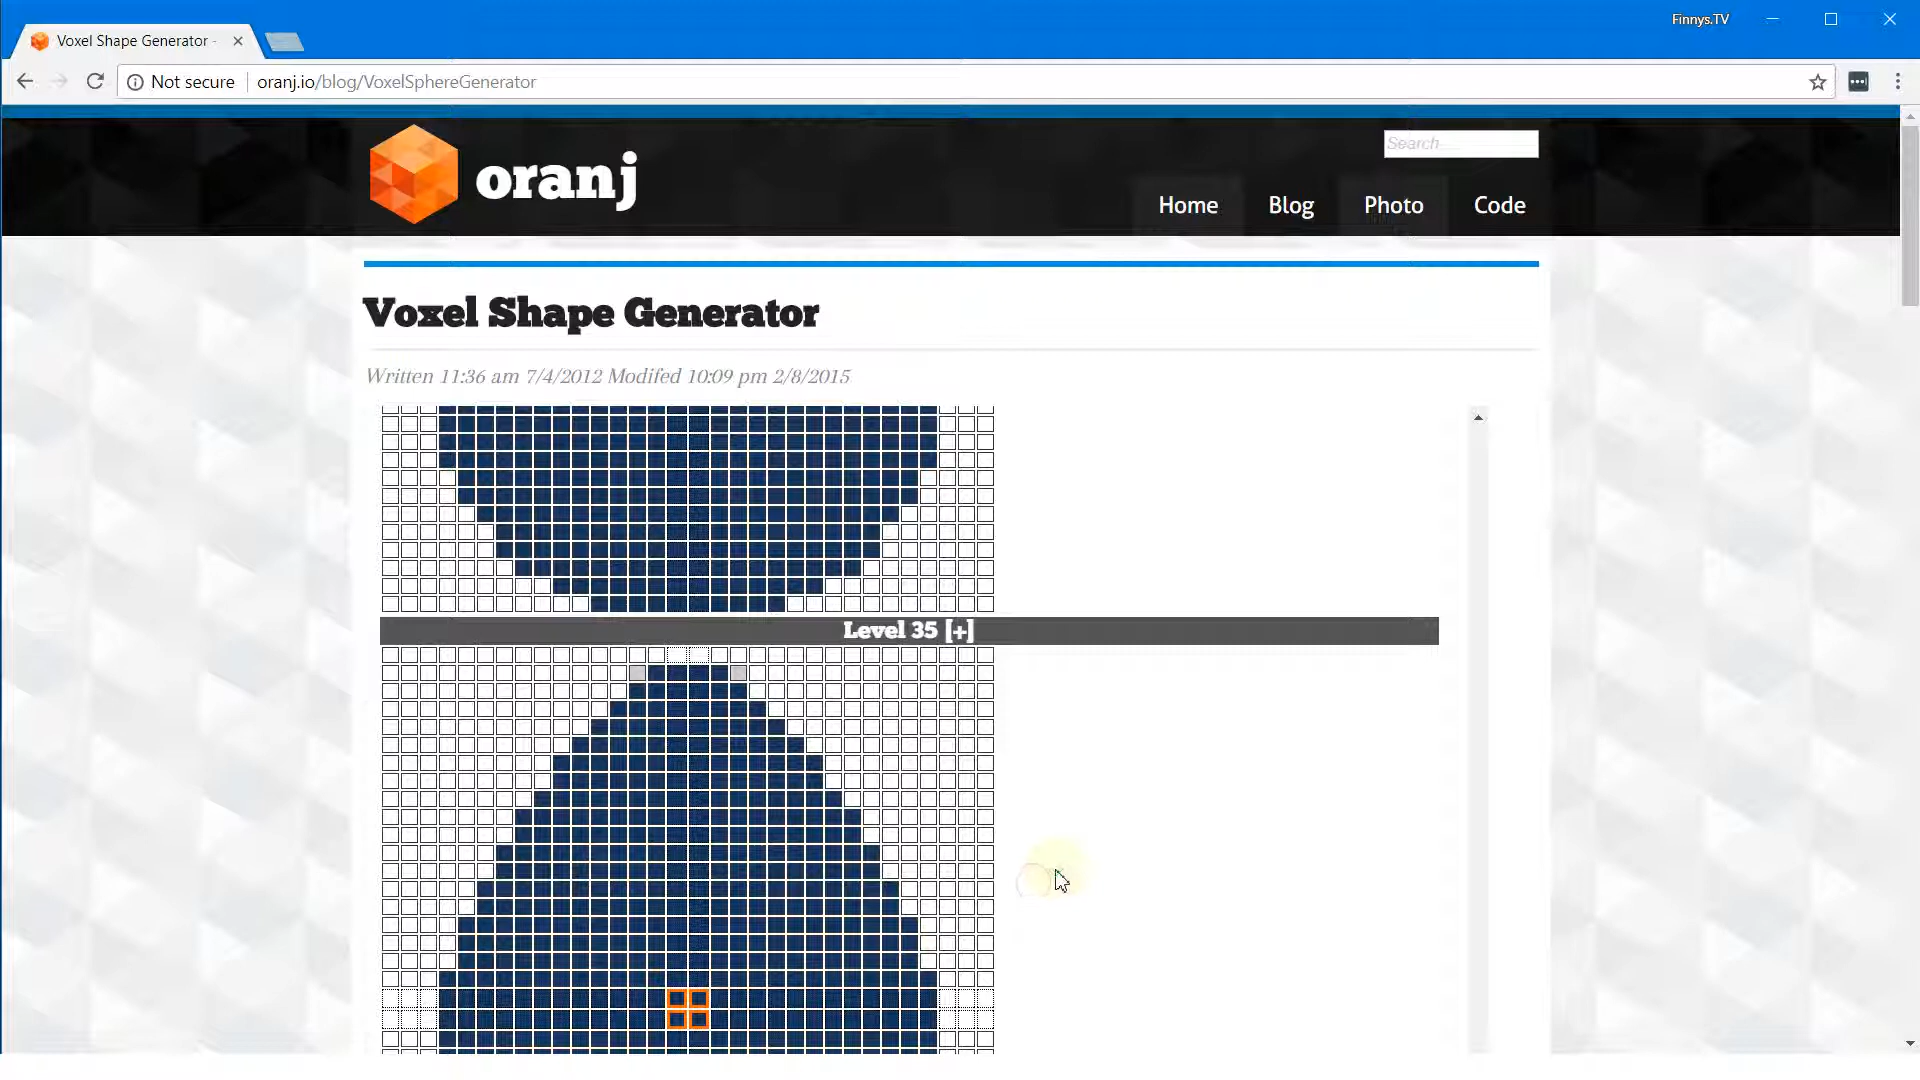 Finnys.TV
Voxel Shape Generator -
Not secure
oranj.io/blog/VoxelSphereGenerator
oranj
Search...
Home
Blog
Photo
Code
Voxel Shape Generator
Written 11:36 am 7/4/2012 Modifed 10:09 pm 2/8/2015
Level 35 [+]